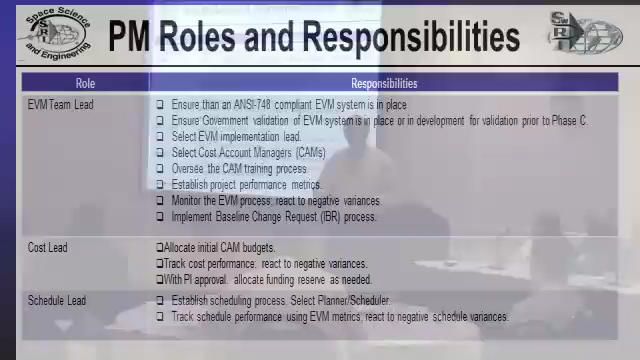 Space Science
SwRI
and Engineering
PM Roles and Responsibilities
SwRI
Role
Responsibilities
EVM Team Lead
Ensure than an ANSI-748 compliant EVM system is in place
Ensure Government validation of EVM system is in place or in development for validation prior to Phase C.
Select EVM implementation lead.
Select Cost Account Managers (CAMs)
Oversee the CAM training process.
Establish project performance metrics.
Monitor the EVM process; react to negative variances.
Implement Baseline Change Request (IBR) process.
Cost Lead
Allocate initial CAM budgets.
Track cost performance; react to negative variances.
With PI approval, allocate funding reserve as needed.
Schedule Lead
Establish scheduling process. Select Planner/Scheduler.
Track schedule performance using EVM metrics; react to negative schedule variances.